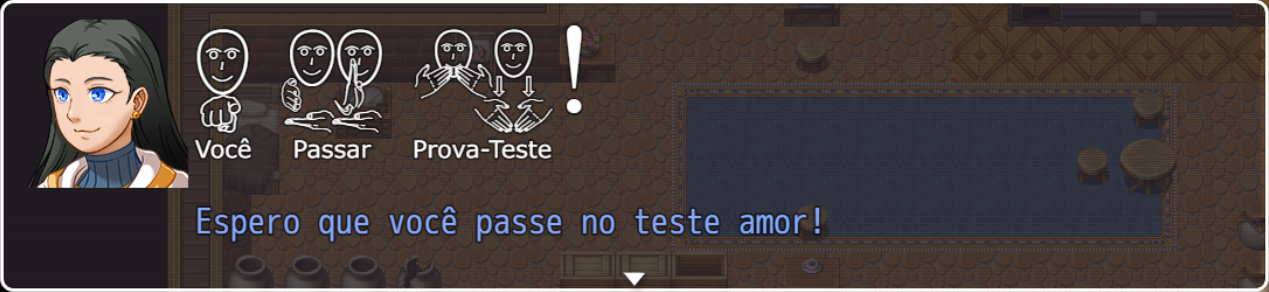 !
Você Passar Prova-Teste
Espero que você passe no teste amor!